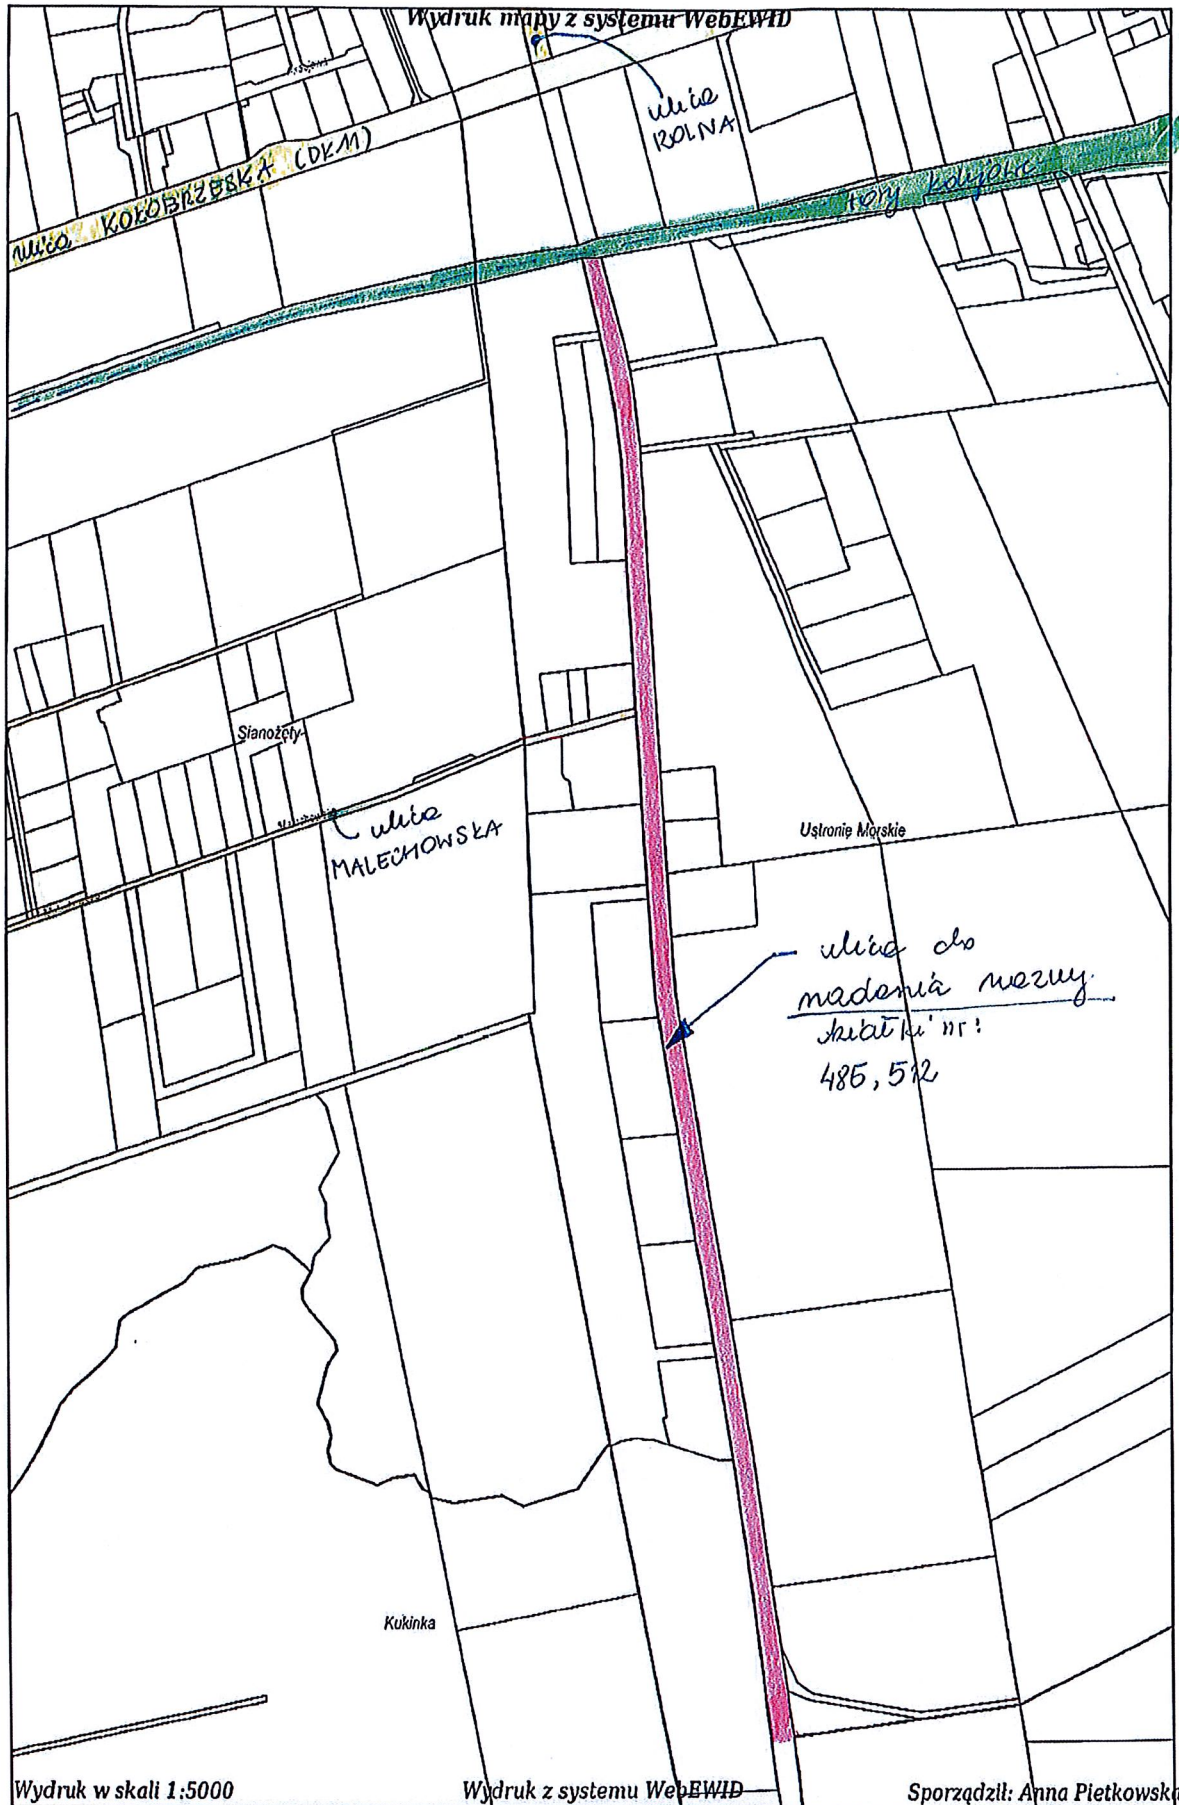 Wydruk mapy z systemu WebEWID
ulica
ROLNA
ulica KOŁOBRZESKA (DK11)
tory kolejowe
Sianożęty
ulica
MALECHOWSKA
Ustronie Morskie
ulica do
nadania nazwy.
działki nr:
485, 512
Kukinka
Wydruk w skali 1:5000
Wydruk z systemu WebEWID
Sporządził: Anna Pietkowska